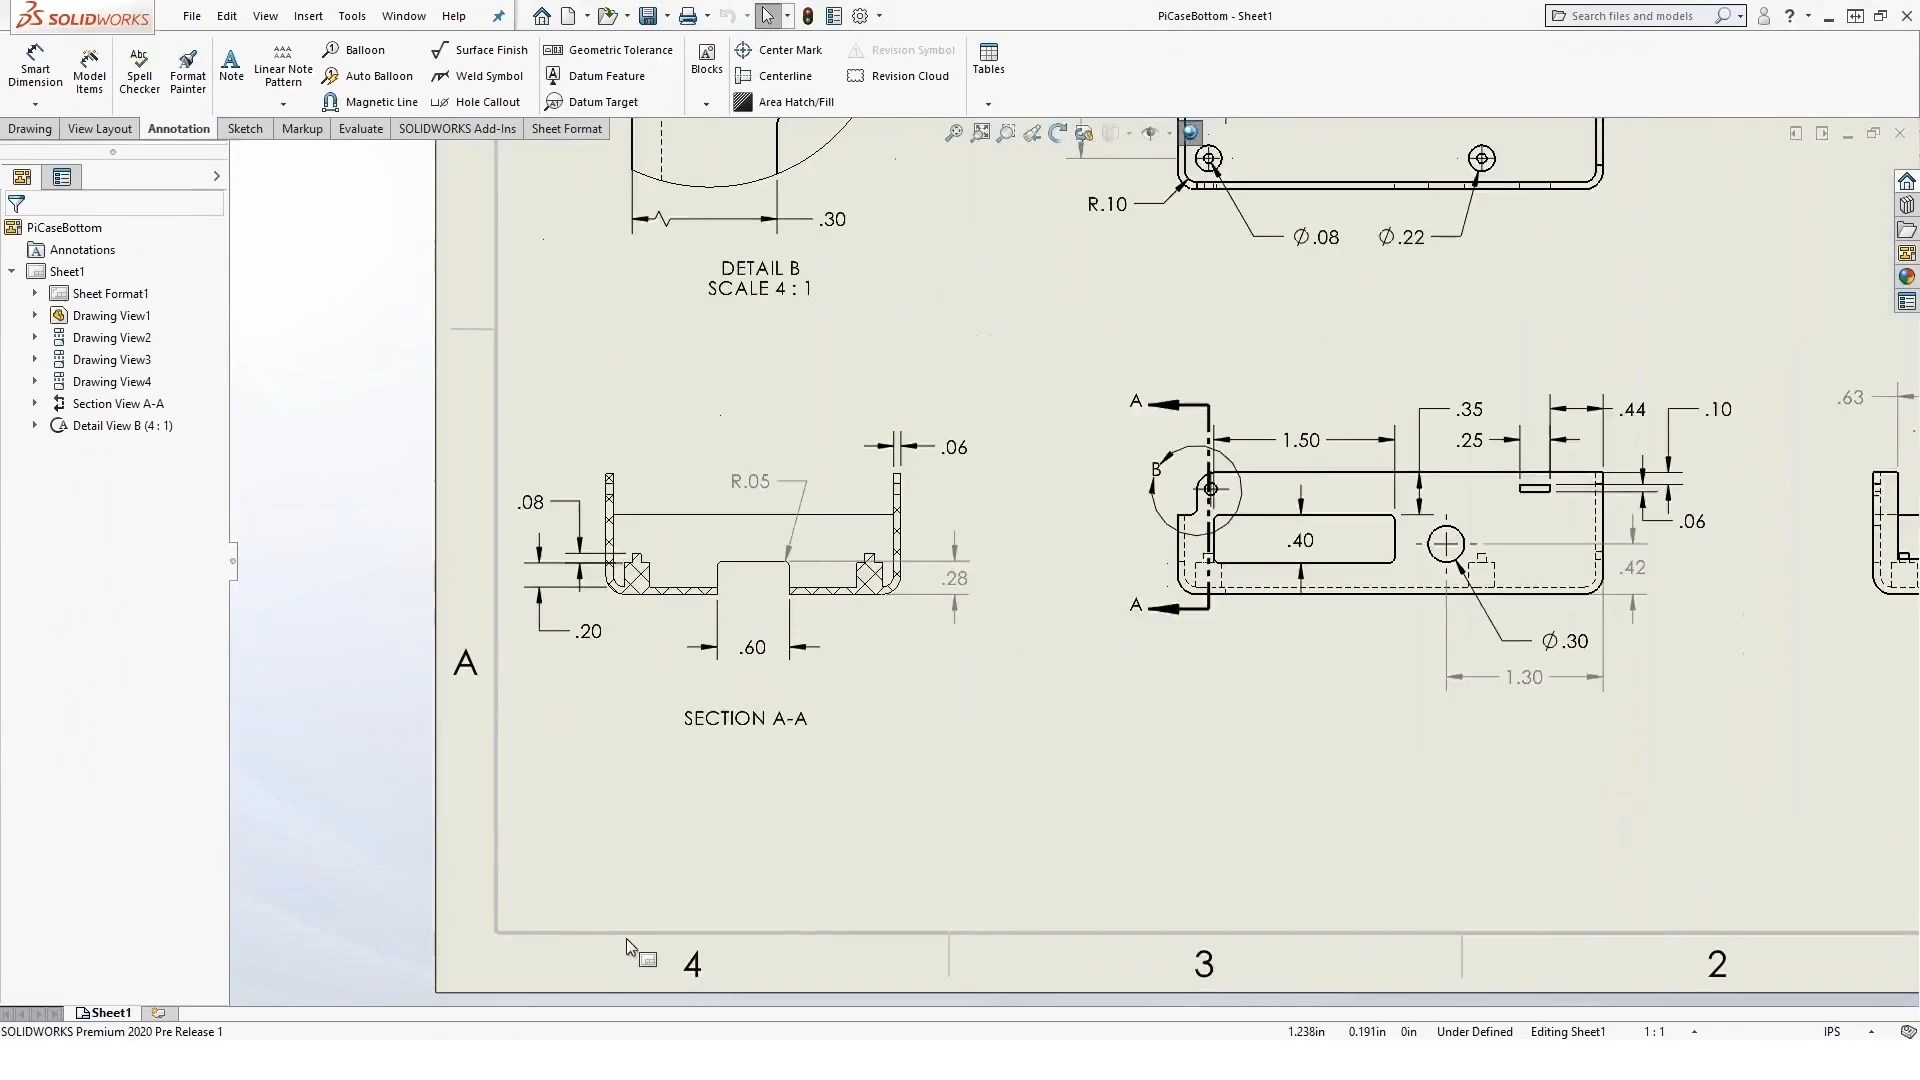 SOLIDWORKS
File Edit View Insert Tools Window Help
PiCaseBottom - Sheet1
Search files and models
Smart Dimension
Model Items
Spell Checker
Format Painter
Note
Linear Note Pattern
Balloon
Auto Balloon
Magnetic Line
Surface Finish
Weld Symbol
Hole Callout
Geometric Tolerance
Datum Feature
Datum Target
Blocks
Center Mark
Centerline
Area Hatch/Fill
Revision Symbol
Revision Cloud
Tables
Drawing View Layout Annotation Sketch Markup Evaluate SOLIDWORKS Add-Ins Sheet Format
PiCaseBottom
Annotations
Sheet1
Sheet Format1
Drawing View1
Drawing View2
Drawing View3
Drawing View4
Section View A-A
Detail View B (4 : 1)
.30
DETAIL B
SCALE 4 : 1
R.10
∅.08
∅.22
.06
R.05
.08
.28
.20
.60
SECTION A-A
A
A
B
1.50
.35
.25
.44
.10
.63
.06
.40
.42
A
∅.30
1.30
4
3
2
Sheet1
SOLIDWORKS Premium 2020 Pre Release 1
1.238in 0.191in 0in Under Defined Editing Sheet1 1 : 1 IPS